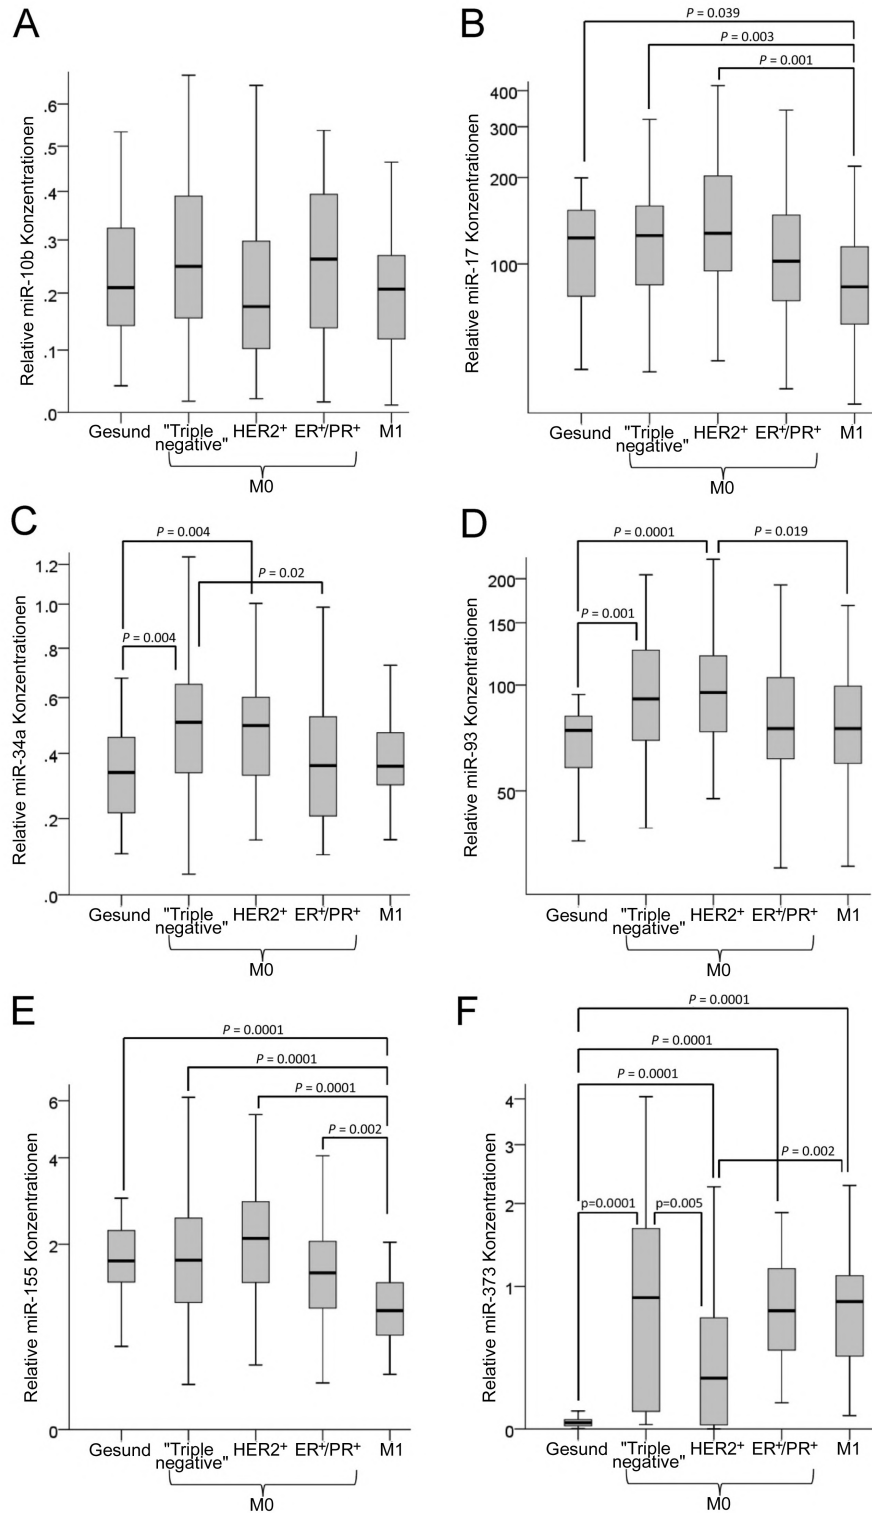 A
Relative miR-10b Konzentrationen
.6
.5
.4
.3
.2
.1
.0
Gesund "Triple negative" HER2+ ER+/PR+ M1
M0
B
P = 0.039
P = 0.003
P = 0.001
Relative miR-17 Konzentrationen
400
300
200
100
Gesund "Triple negative" HER2+ ER+/PR+ M1
M0
C
P = 0.004
P = 0.02
P = 0.004
Relative miR-34a Konzentrationen
1.2
1.0
.8
.6
.4
.2
.0
Gesund "Triple negative" HER2+ ER+/PR+ M1
M0
D
P = 0.0001
P = 0.019
P = 0.001
Relative miR-93 Konzentrationen
200
150
100
50
Gesund "Triple negative" HER2+ ER+/PR+ M1
M0
E
P = 0.0001
P = 0.0001
P = 0.0001
P = 0.002
Relative miR-155 Konzentrationen
6
4
2
0
Gesund "Triple negative" HER2+ ER+/PR+ M1
M0
F
P = 0.0001
P = 0.0001
P = 0.0001
P = 0.002
p=0.0001
p=0.005
Relative miR-373 Konzentrationen
4
3
2
1
0
Gesund "Triple negative" HER2+ ER+/PR+ M1
M0